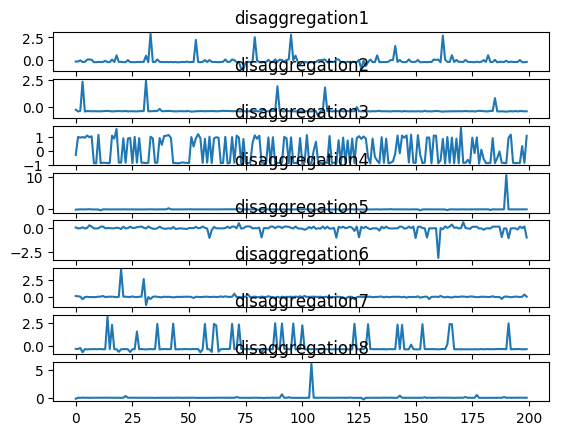 disaggregation1
2.5
0.0
disaggregation2
2.5
0.0
disaggregation3
1
0
−1
disaggregation4
10
0
disaggregation5
0.0
−2.5
disaggregation6
2.5
0.0
disaggregation7
2.5
0.0
disaggregation8
5
0
0 25 50 75 100 125 150 175 200